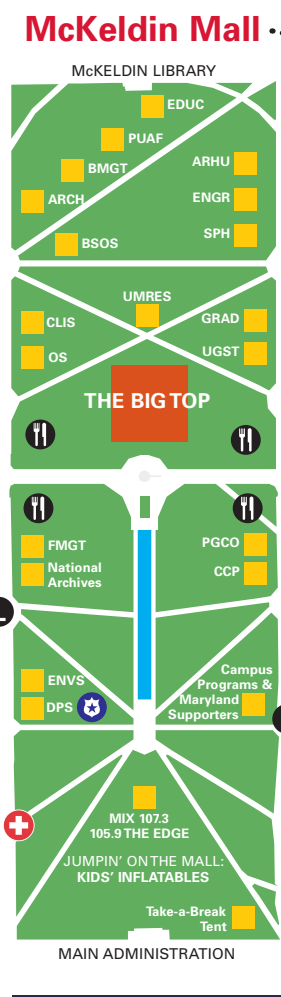 McKeldin Mall
McKELDIN LIBRARY
EDUC
PUAF
BMGT
ARHU
ARCH
ENGR
SPH
BSOS
UMRES
CLIS
GRAD
OS
UGST
THE BIG TOP
FMGT
PGCO
National
Archives
CCP
ENVS
Campus
Programs &
Maryland
Supporters
DPS
MIX 107.3
105.9 THE EDGE
JUMPIN' ON THE MALL:
KIDS' INFLATABLES
Take-a-Break
Tent
MAIN ADMINISTRATION